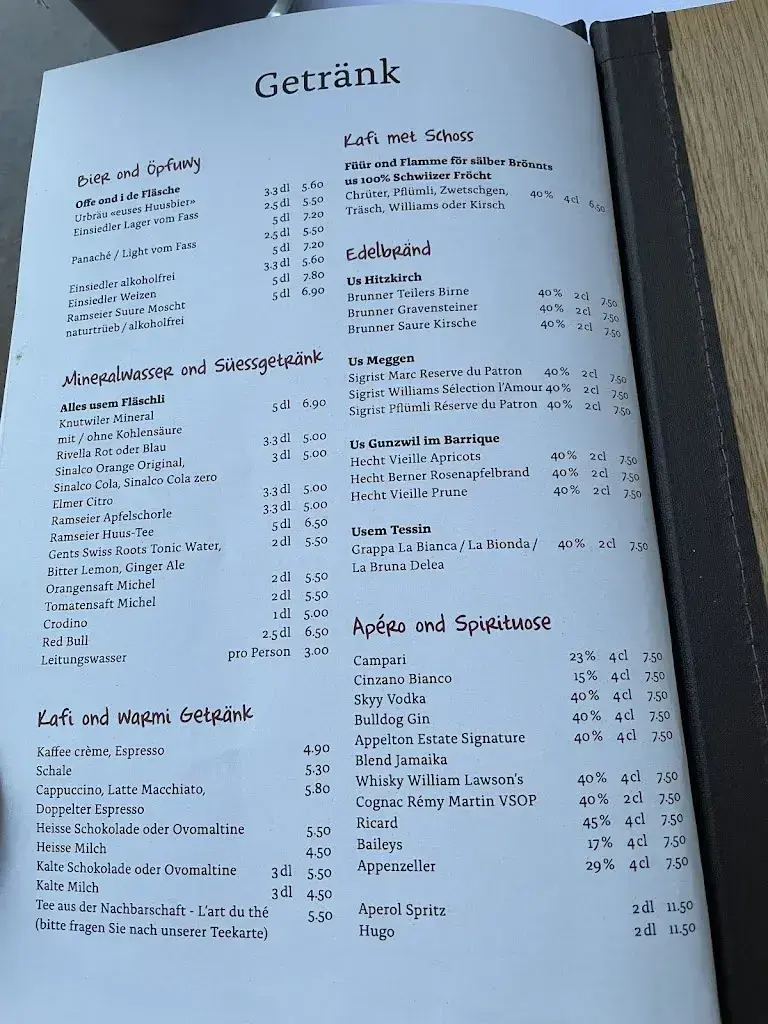 Getränk
Bier ond Öpfuwy
Offe ond i de Fläsche
Urbräu «euses Huusbier» 3.3 dl 5.60
Einsiedler Lager vom Fass 2.5 dl 5.50
5 dl 7.20
Panaché / Light vom Fass 2.5 dl 5.50
5 dl 7.20
Einsiedler alkoholfrei 3.3 dl 5.60
Einsiedler Weizen 5 dl 7.80
Ramseier Suure Moscht 5 dl 6.90
naturtrüeb / alkoholfrei
Mineralwasser ond Süessgetränk
Alles usem Fläschli
Knutwiler Mineral 5 dl 6.90
mit / ohne Kohlensäure
Rivella Rot oder Blau 3.3 dl 5.00
Sinalco Orange Original, 3 dl 5.00
Sinalco Cola, Sinalco Cola zero
Elmer Citro 3.3 dl 5.00
Ramseier Apfelschorle 3.3 dl 5.00
Ramseier Huus-Tee 5 dl 6.50
Gents Swiss Roots Tonic Water, 2 dl 5.50
Bitter Lemon, Ginger Ale
Orangensaft Michel 2 dl 5.50
Tomatensaft Michel 2 dl 5.50
Crodino 1 dl 5.00
Red Bull 2.5 dl 6.50
Leitungswasser pro Person 3.00
Kafi ond warmi Getränk
Kaffee crème, Espresso 4.90
Schale 5.30
Cappuccino, Latte Macchiato, 5.80
Doppelter Espresso
Heisse Schokolade oder Ovomaltine 5.50
Heisse Milch 4.50
Kalte Schokolade oder Ovomaltine 3 dl 5.50
Kalte Milch 3 dl 4.50
Tee aus der Nachbarschaft - L'art du thé 5.50
(bitte fragen Sie nach unserer Teekarte)
Kafi met Schoss
Füür ond Flamme för sälber Brönnts
us 100% Schwiizer Fröcht
Chrüter, Pflümli, Zwetschgen, 40% 4 cl 6.50
Träsch, Williams oder Kirsch
Edelbränd
Us Hitzkirch
Brunner Teilers Birne 40% 2 cl 7.50
Brunner Gravensteiner 40% 2 cl 7.50
Brunner Saure Kirsche 40% 2 cl 7.50
Us Meggen
Sigrist Marc Reserve du Patron 40% 2 cl 7.50
Sigrist Williams Sélection l'Amour 40% 2 cl 7.50
Sigrist Pflümli Réserve du Patron 40% 2 cl 7.50
Us Gunzwil im Barrique
Hecht Vieille Apricots 40% 2 cl 7.50
Hecht Berner Rosenapfelbrand 40% 2 cl 7.50
Hecht Vieille Prune 40% 2 cl 7.50
Usem Tessin
Grappa La Bianca / La Bionda / 40% 2 cl 7.50
La Bruna Delea
Apéro ond Spirituose
Campari 23% 4 cl 7.50
Cinzano Bianco 15% 4 cl 7.50
Skyy Vodka 40% 4 cl 7.50
Bulldog Gin 40% 4 cl 7.50
Appelton Estate Signature 40% 4 cl 7.50
Blend Jamaika
Whisky William Lawson's 40% 4 cl 7.50
Cognac Rémy Martin VSOP 40% 2 cl 7.50
Ricard 45% 4 cl 7.50
Baileys 17% 4 cl 7.50
Appenzeller 29% 4 cl 7.50
Aperol Spritz 2 dl 11.50
Hugo 2 dl 11.50